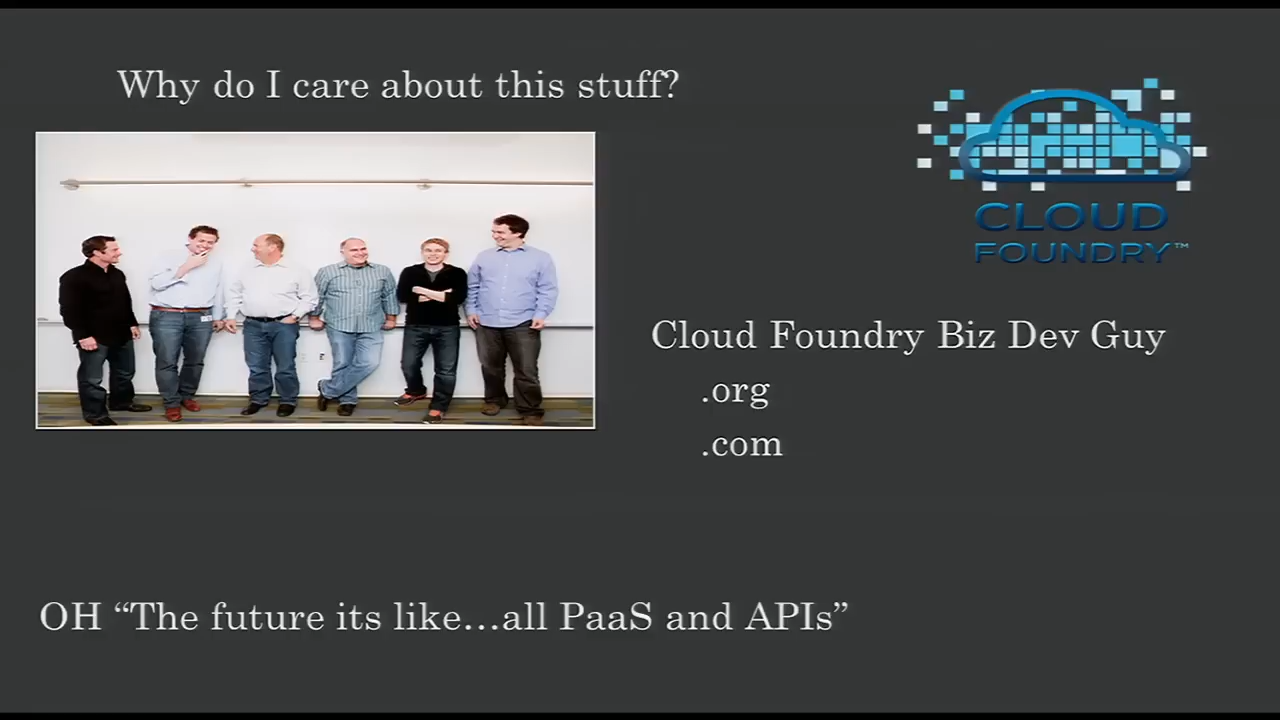 Why do I care about this stuff?
CLOUD
FOUNDRY™
Cloud Foundry Biz Dev Guy
.org
.com
OH “The future its like...all PaaS and APIs”